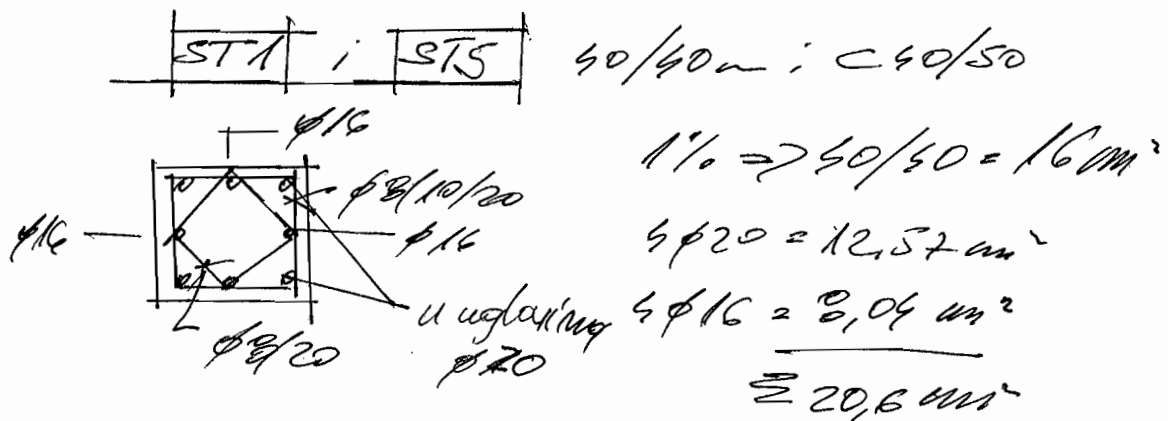 ST1 i ST5 40/40cm ; C40/50
φ16
1% => 40/40 = 16 cm²
φ8/10/20
φ16
φ16
4φ20 = 12,57 cm²
u uglovima
φ20
4φ16 = 8,04 cm²
φ8/20
Σ 20,6 cm²